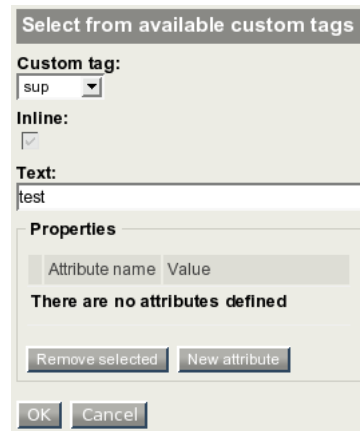 Select from available custom tags
Custom tag:
sup
Inline:
Text:
test
Properties
Attribute name Value
There are no attributes defined
Remove selected New attribute
OK Cancel